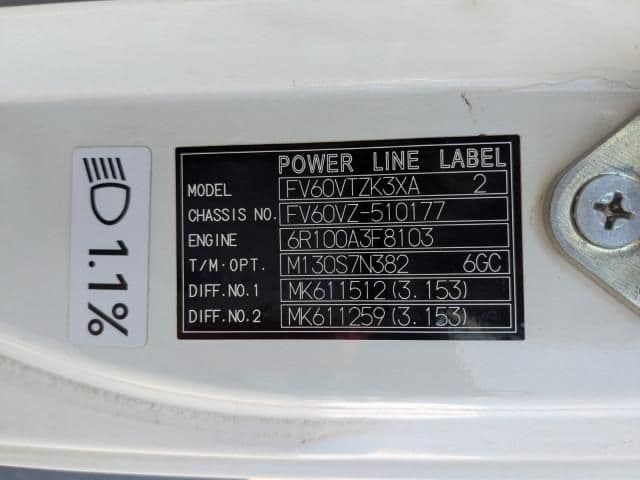 POWER LINE LABEL
MODEL FV60VTZK3XA 2
CHASSIS NO. FV60VZ-510177
ENGINE 6R100A3F8103
T/M·OPT. M130S7N382 6GC
DIFF.NO.1 MK611512(3.153)
DIFF.NO.2 MK611259(3.153)
1.1%